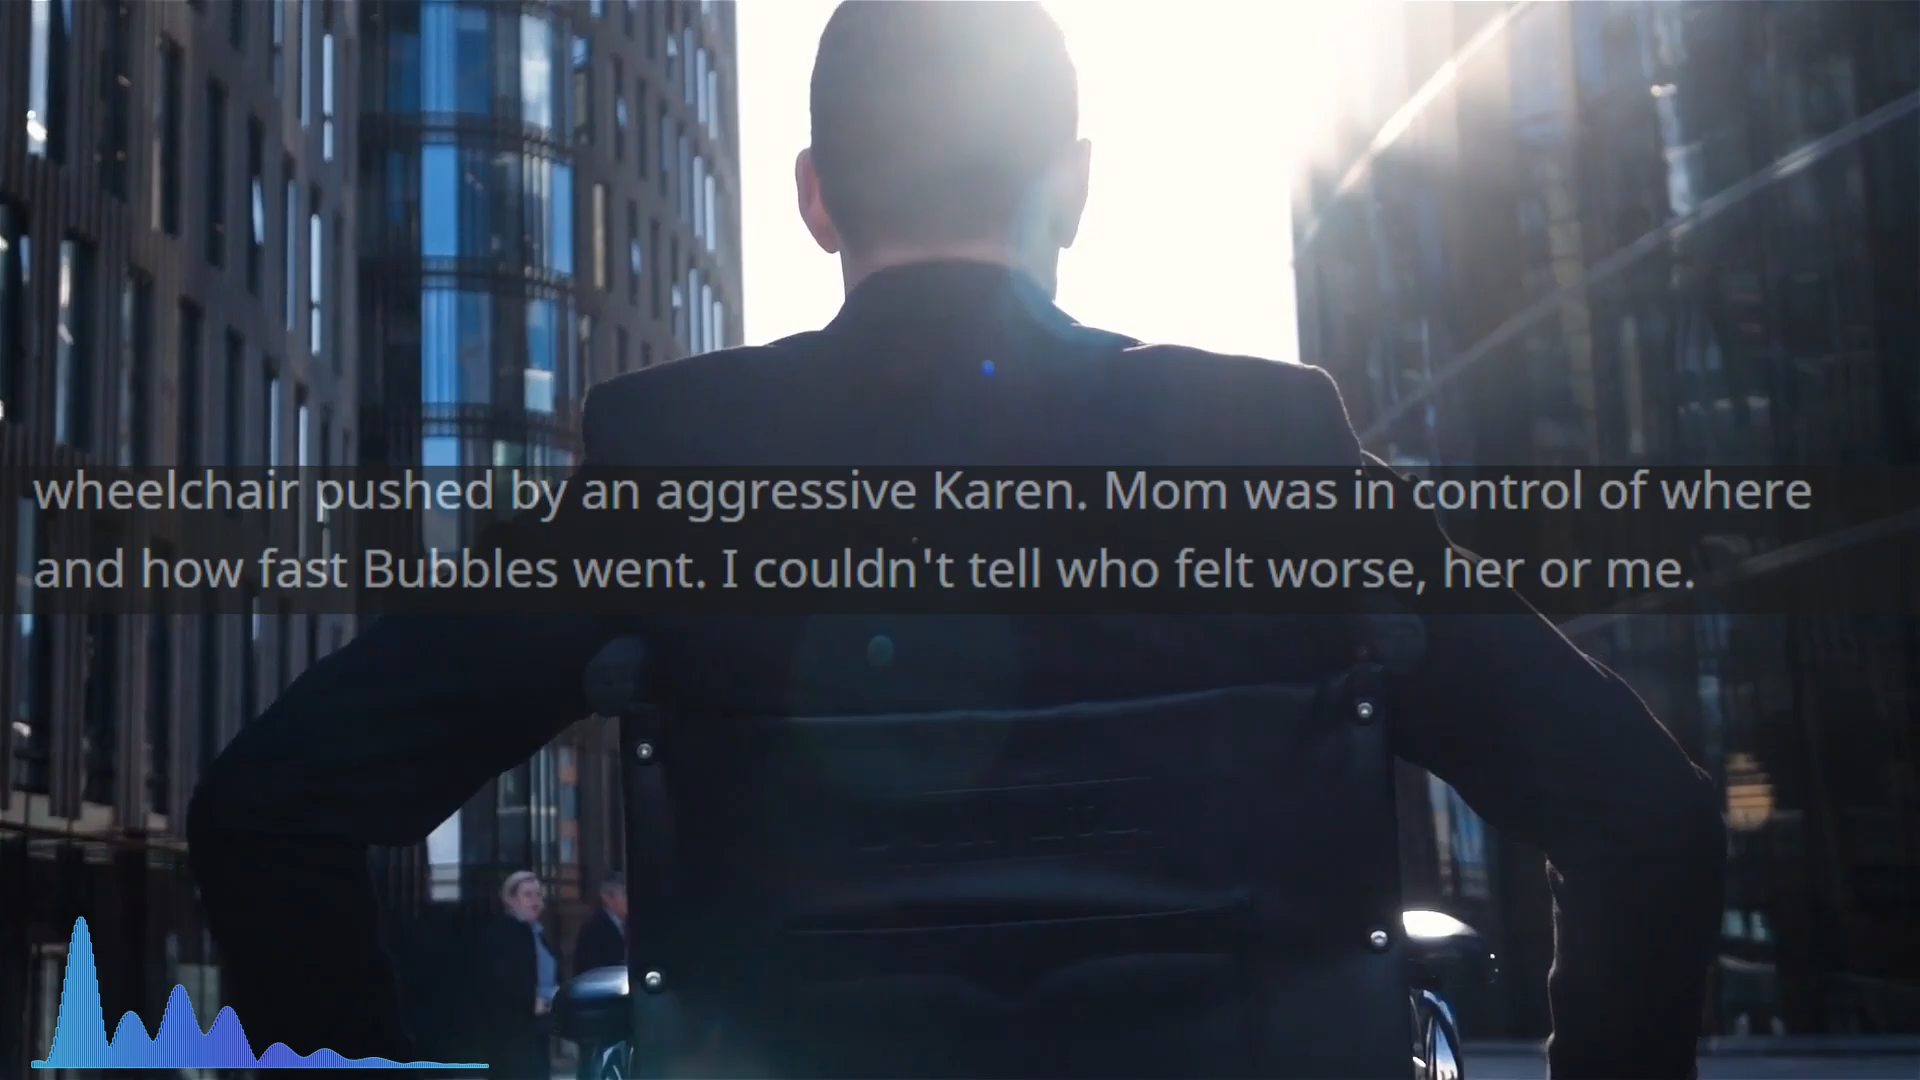 wheelchair pushed by an aggressive Karen. Mom was in control of where
and how fast Bubbles went. I couldn't tell who felt worse, her or me.